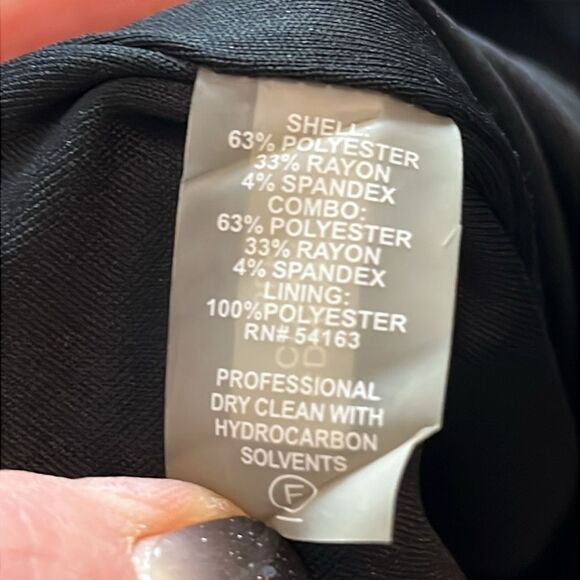 SHELL:
63% POLYESTER
33% RAYON
4% SPANDEX
COMBO:
63% POLYESTER
33% RAYON
4% SPANDEX
LINING:
100%POLYESTER
RN# 54163
PROFESSIONAL
DRY CLEAN WITH
HYDROCARBON
SOLVENTS
F